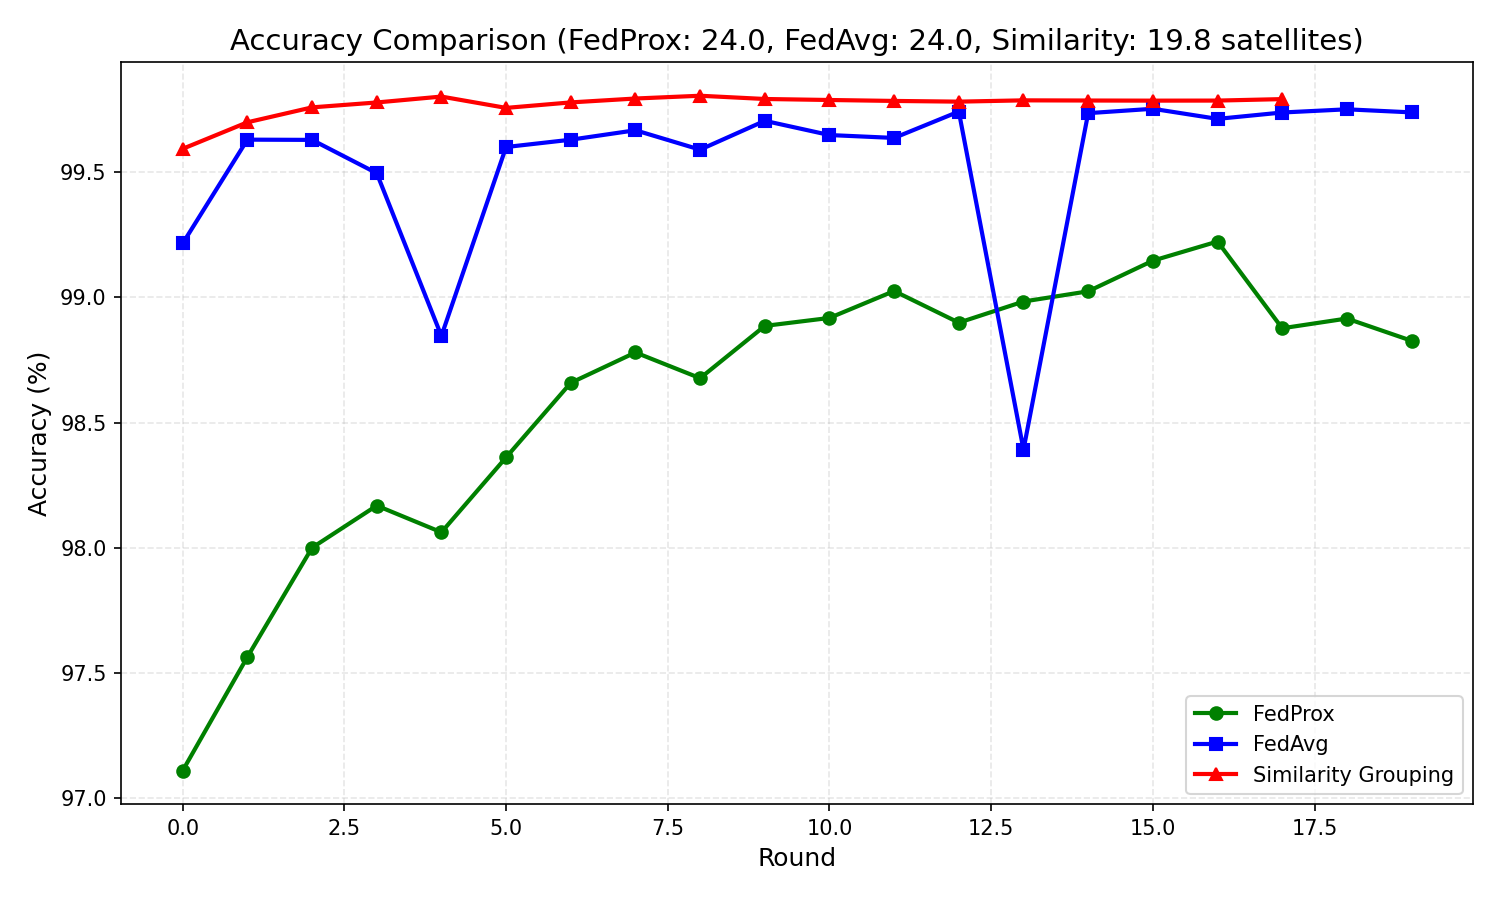 Accuracy Comparison (FedProx: 24.0, FedAvg: 24.0, Similarity: 19.8 satellites)
Accuracy (%)
99.5
99.0
98.5
98.0
97.5
97.0
0.0 2.5 5.0 7.5 10.0 12.5 15.0 17.5
Round
FedProx
FedAvg
Similarity Grouping